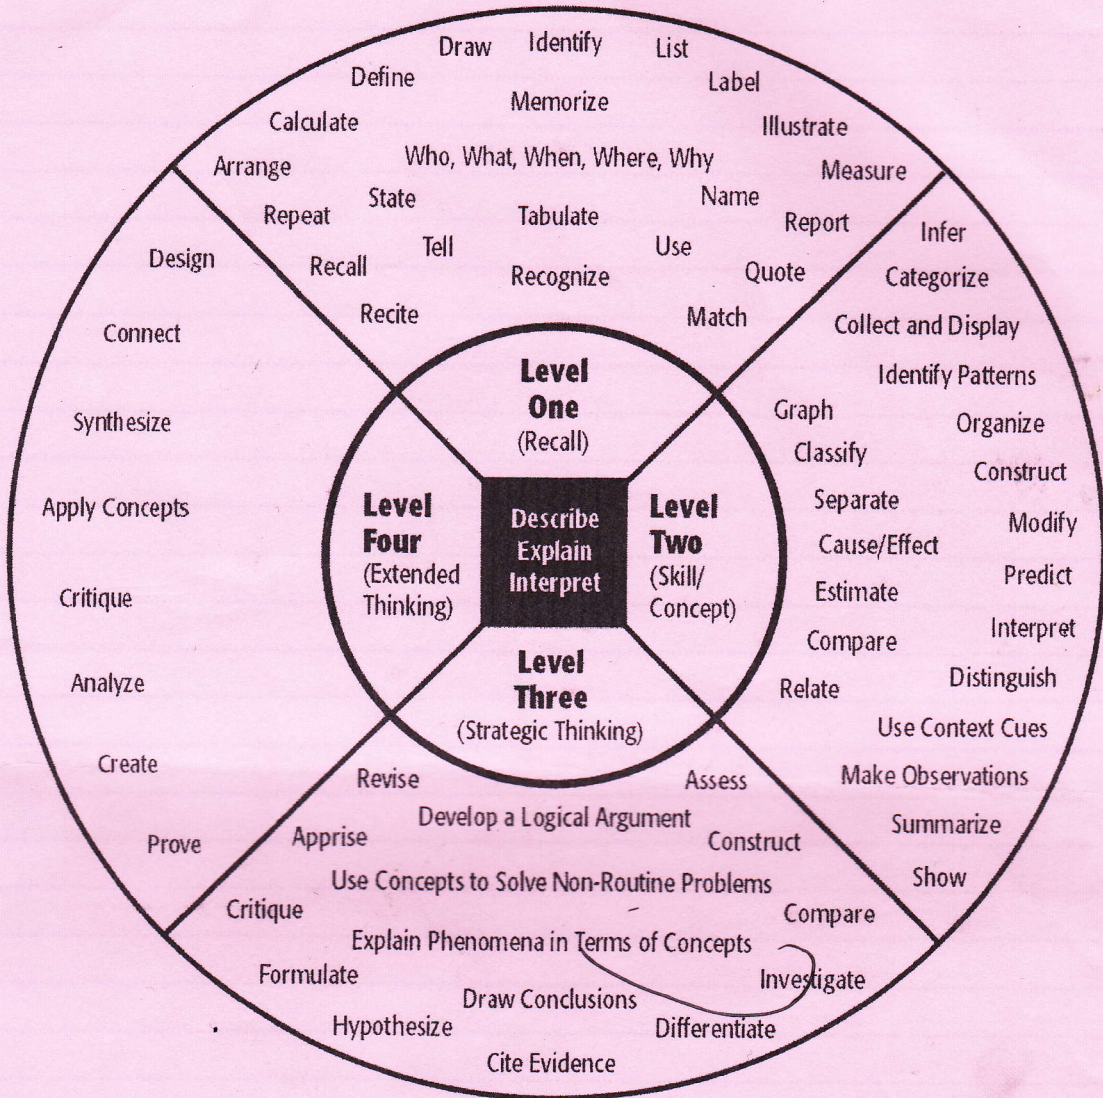 Draw
Identify
List
Define
Label
Memorize
Calculate
Illustrate
Who, What, When, Where, Why
Arrange
Measure
State
Name
Repeat
Tabulate
Report
Tell
Use
Recall
Recognize
Quote
Recite
Match
Infer
Categorize
Collect and Display
Identify Patterns
Graph
Organize
Classify
Construct
Separate
Modify
Cause/Effect
Predict
Estimate
Interpret
Compare
Distinguish
Relate
Use Context Cues
Make Observations
Summarize
Show
Design
Connect
Synthesize
Apply Concepts
Critique
Analyze
Create
Prove
Level
One
(Recall)
Level
Four
(Extended
Thinking)
Describe
Explain
Interpret
Level
Two
(Skill/
Concept)
Level
Three
(Strategic Thinking)
Revise
Assess
Develop a Logical Argument
Apprise
Construct
Use Concepts to Solve Non-Routine Problems
Critique
Compare
Explain Phenomena in Terms of Concepts
Formulate
Investigate
Draw Conclusions
Hypothesize
Differentiate
Cite Evidence